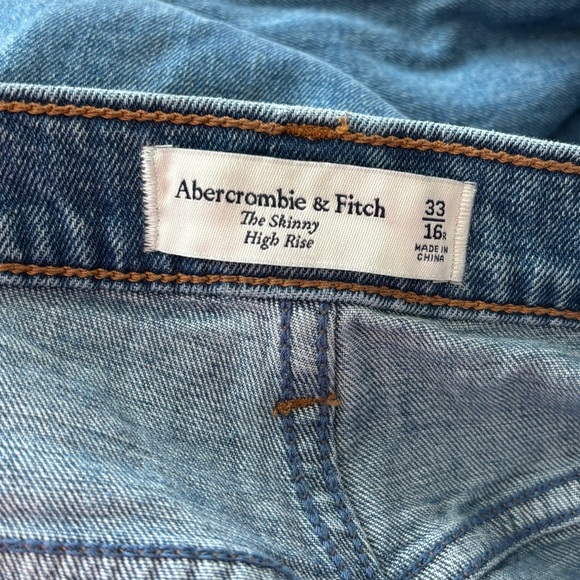 Abercrombie & Fitch
The Skinny
High Rise
33
16R
MADE IN
CHINA